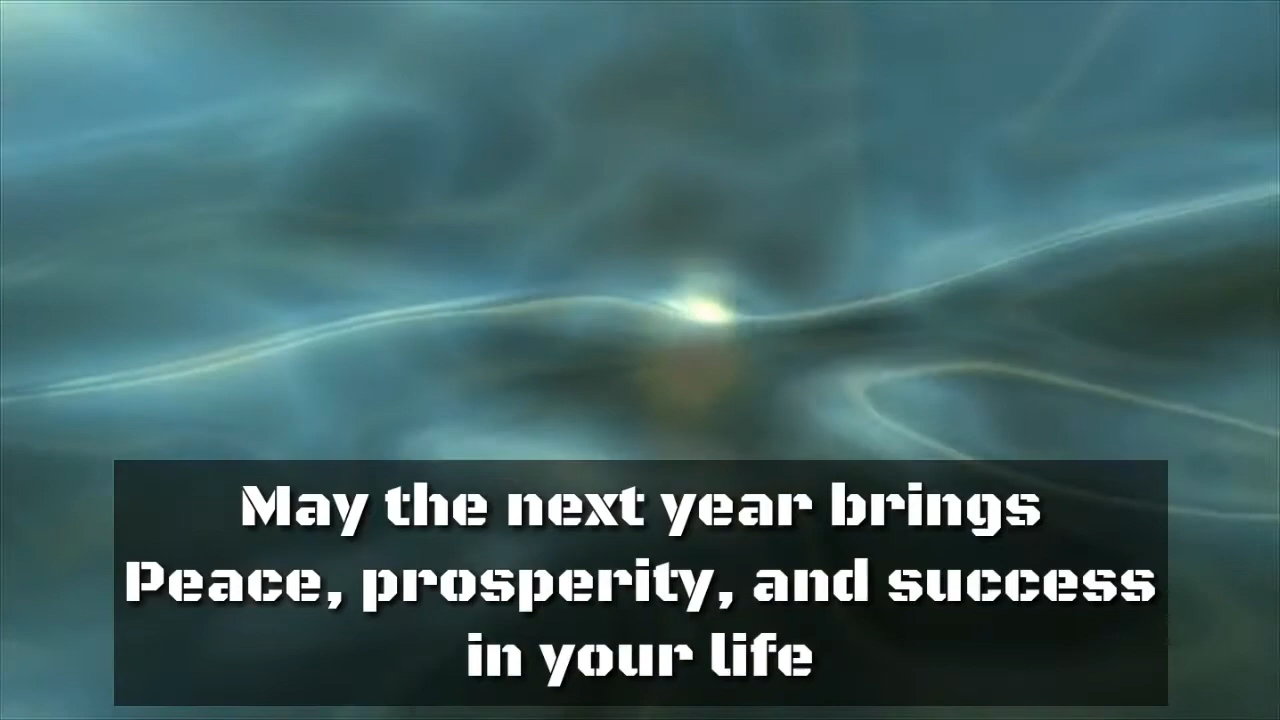 May the next year brings
Peace, prosperity, and success
in your life